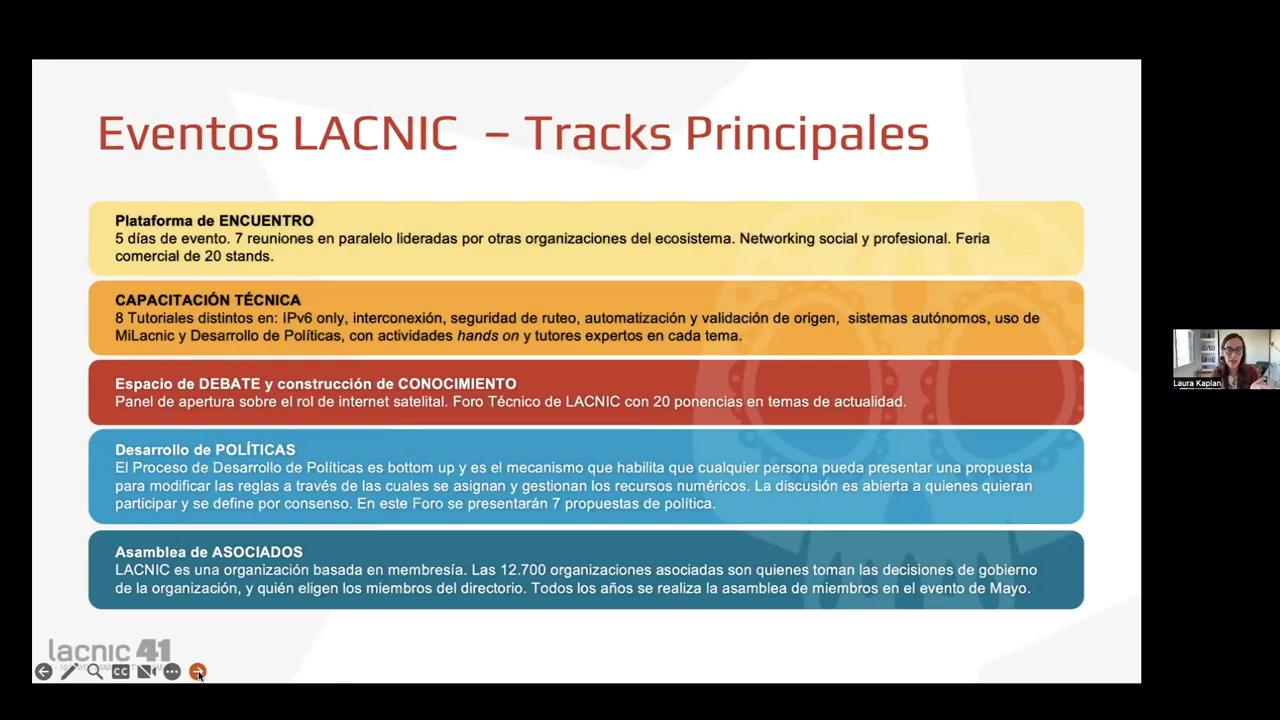 Eventos LACNIC – Tracks Principales
Plataforma de ENCUENTRO
5 días de evento. 7 reuniones en paralelo lideradas por otras organizaciones del ecosistema. Networking social y profesional. Feria
comercial de 20 stands.
CAPACITACIÓN TÉCNICA
8 Tutoriales distintos en: IPv6 only, interconexión, seguridad de ruteo, automatización y validación de origen, sistemas autónomos, uso de
MiLacnic y Desarrollo de Políticas, con actividades hands on y tutores expertos en cada tema.
Espacio de DEBATE y construcción de CONOCIMIENTO
Panel de apertura sobre el rol de internet satelital. Foro Técnico de LACNIC con 20 ponencias en temas de actualidad.
Desarrollo de POLÍTICAS
El Proceso de Desarrollo de Políticas es bottom up y es el mecanismo que habilita que cualquier persona pueda presentar una propuesta
para modificar las reglas a través de las cuales se asignan y gestionan los recursos numéricos. La discusión es abierta a quienes quieran
participar y se define por consenso. En este Foro se presentarán 7 propuestas de política.
Asamblea de ASOCIADOS
LACNIC es una organización basada en membresía. Las 12.700 organizaciones asociadas son quienes toman las decisiones de gobierno
de la organización, y quién eligen los miembros del directorio. Todos los años se realiza la asamblea de miembros en el evento de Mayo.
lacnic 41
CC
Laura Kaplan